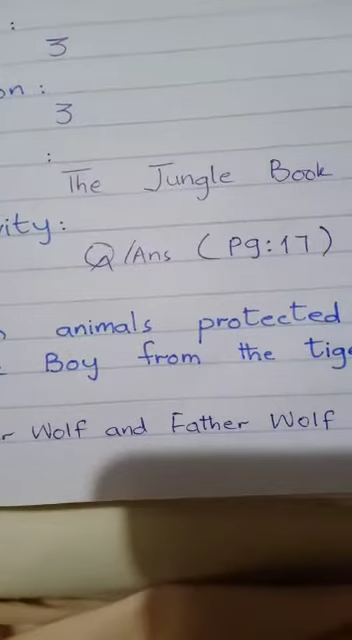 :
3
on :
3
:
The Jungle Book
ity:
Q/Ans (Pg:17)
animals protected
Boy from the tige
r Wolf and Father Wolf